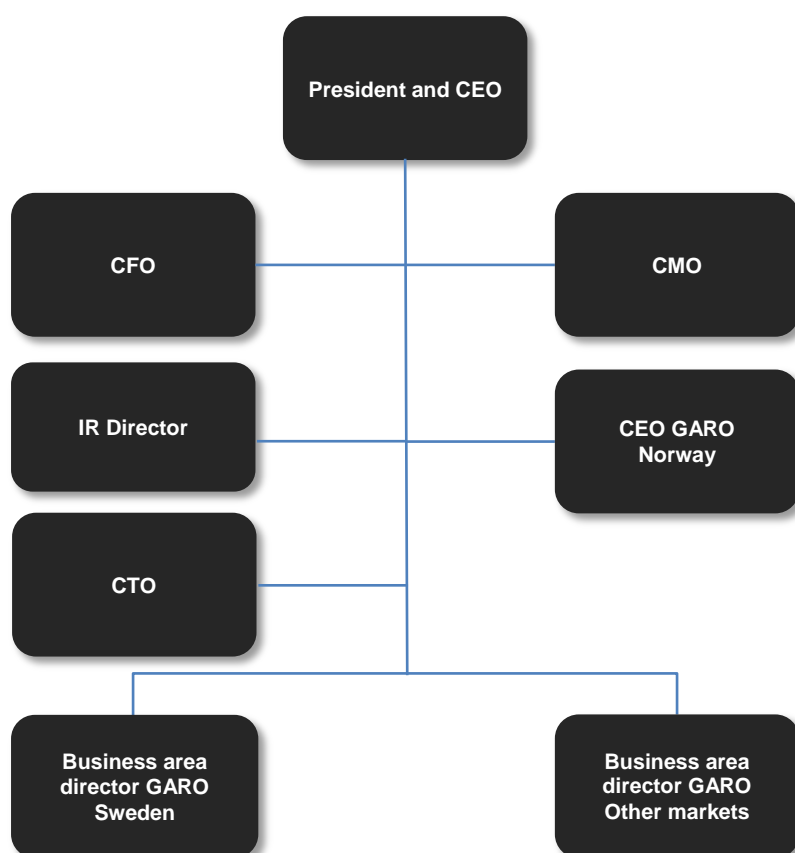 President and CEO
CFO
CMO
IR Director
CEO GARO
Norway
CTO
Business area
director GARO
Sweden
Business area
director GARO
Other markets